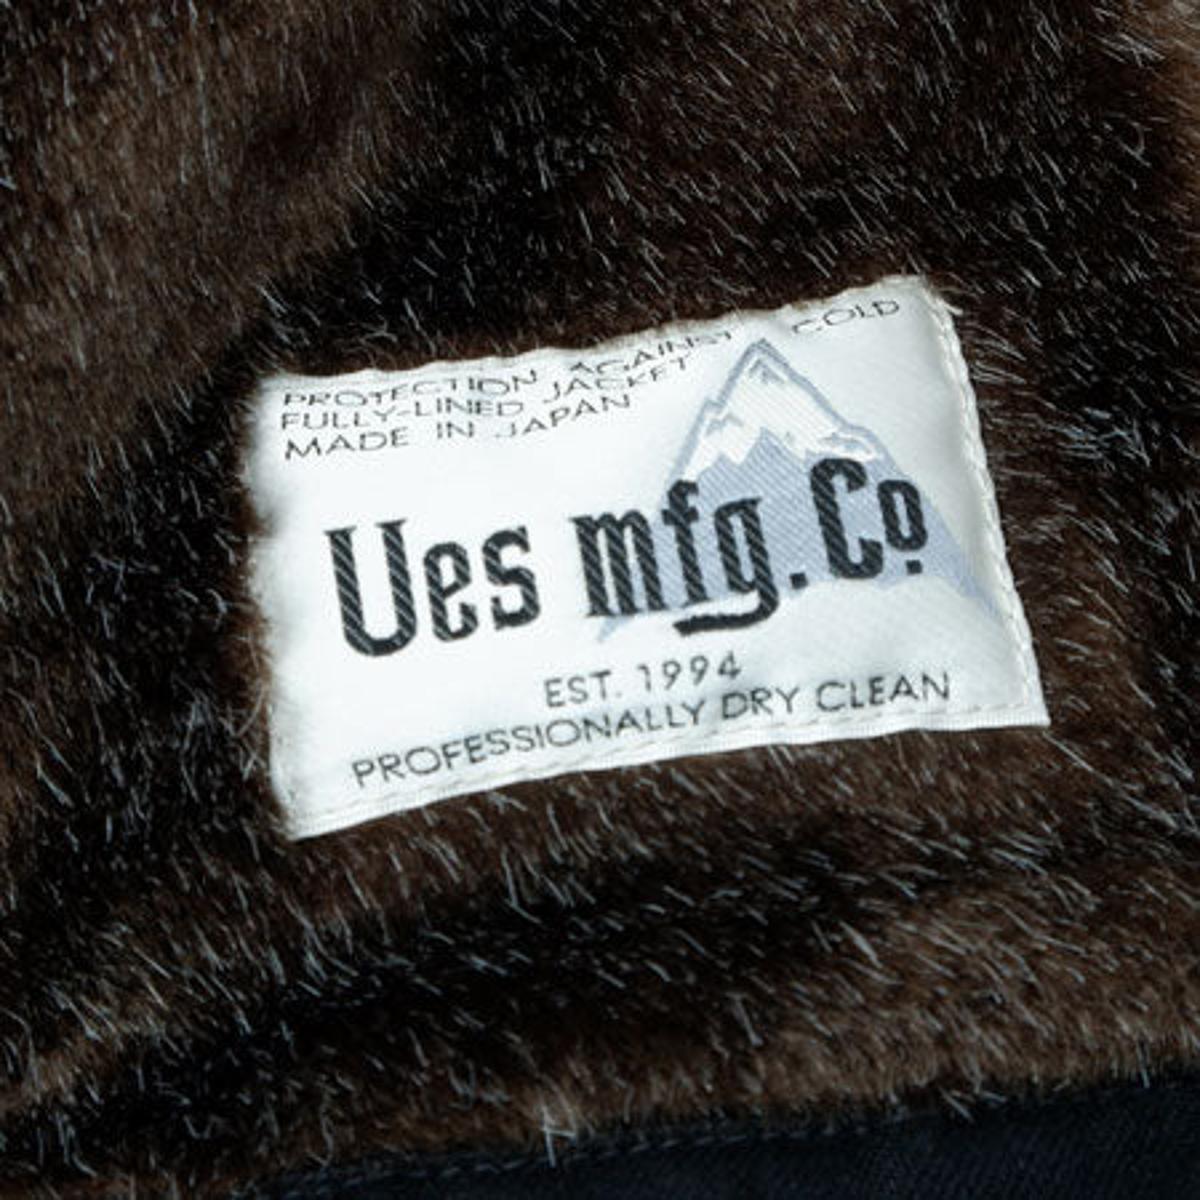 PROTECTION AGAINST COLD
FULLY-LINED JACKET
MADE IN JAPAN
Ues mfg. Co.
EST. 1994
PROFESSIONALLY DRY CLEAN